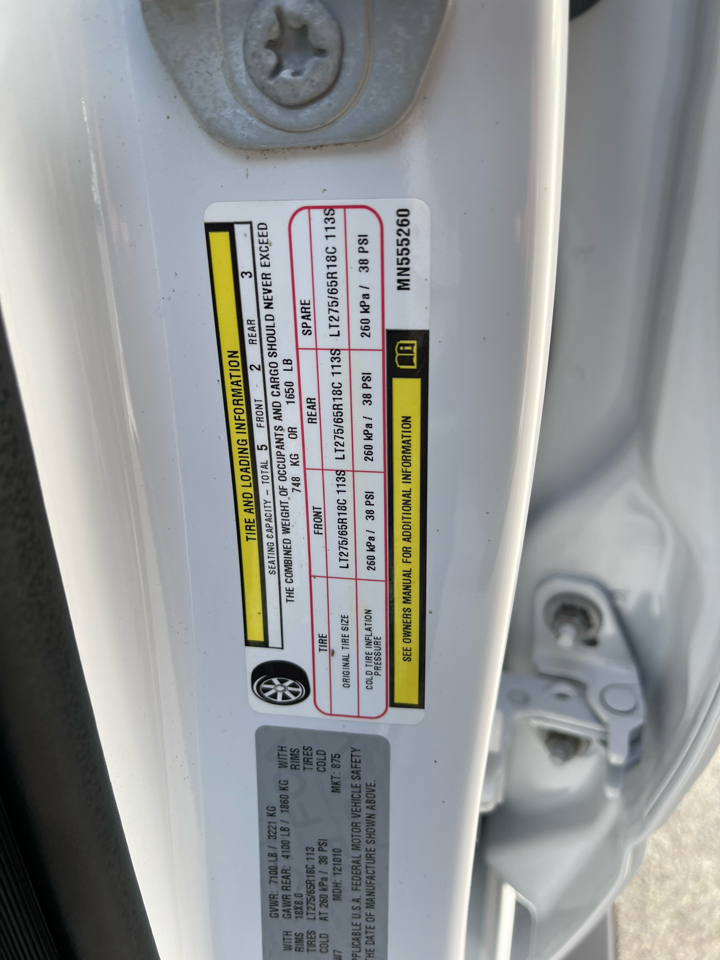 TIRE AND LOADING INFORMATION
SEATING CAPACITY - TOTAL 5 FRONT - 2 REAR 3
THE COMBINED WEIGHT OF OCCUPANTS AND CARGO SHOULD NEVER EXCEED
748 KG OR 1650 LB
TIRE FRONT REAR SPARE
ORIGINAL TIRE SIZE LT275/65R18C 113S LT275/65R18C 113S LT275/65R18C 113S
COLD TIRE INFLATION PRESSURE 260 kPa / 38 PSI 260 kPa / 38 PSI 260 kPa / 38 PSI
SEE OWNERS MANUAL FOR ADDITIONAL INFORMATION
MN555260
GVWR: 7100 LB / 3221 KG
WITH GAWR REAR: 4100 LB / 1860 KG WITH
RIMS 18X8.0 RIMS
TIRES LT275/65R18C 113 TIRES
AT 260 kPa / 38 PSI COLD
W7 MDH: 121010 MKT: 875
APPLICABLE U.S.A. FEDERAL MOTOR VEHICLE SAFETY
THE DATE OF MANUFACTURE SHOWN ABOVE.